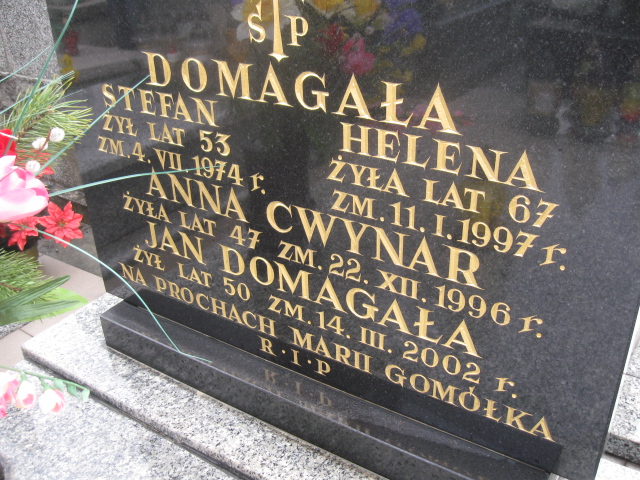 Ś P
DOMAGAŁA
STEFAN
ŻYŁ LAT 53
ZM. 4. VII 1974 r.
HELENA
ŻYŁA LAT 67
ZM. 11. I. 1997 r.
ANNA CWYNAR
ŻYŁA LAT 47 ZM. 22. XII. 1996 r.
JAN DOMAGAŁA
ŻYŁ LAT 50 ZM. 14. III. 2002 r.
NA PROCHACH MARII GOMÓŁKA
R · I · P